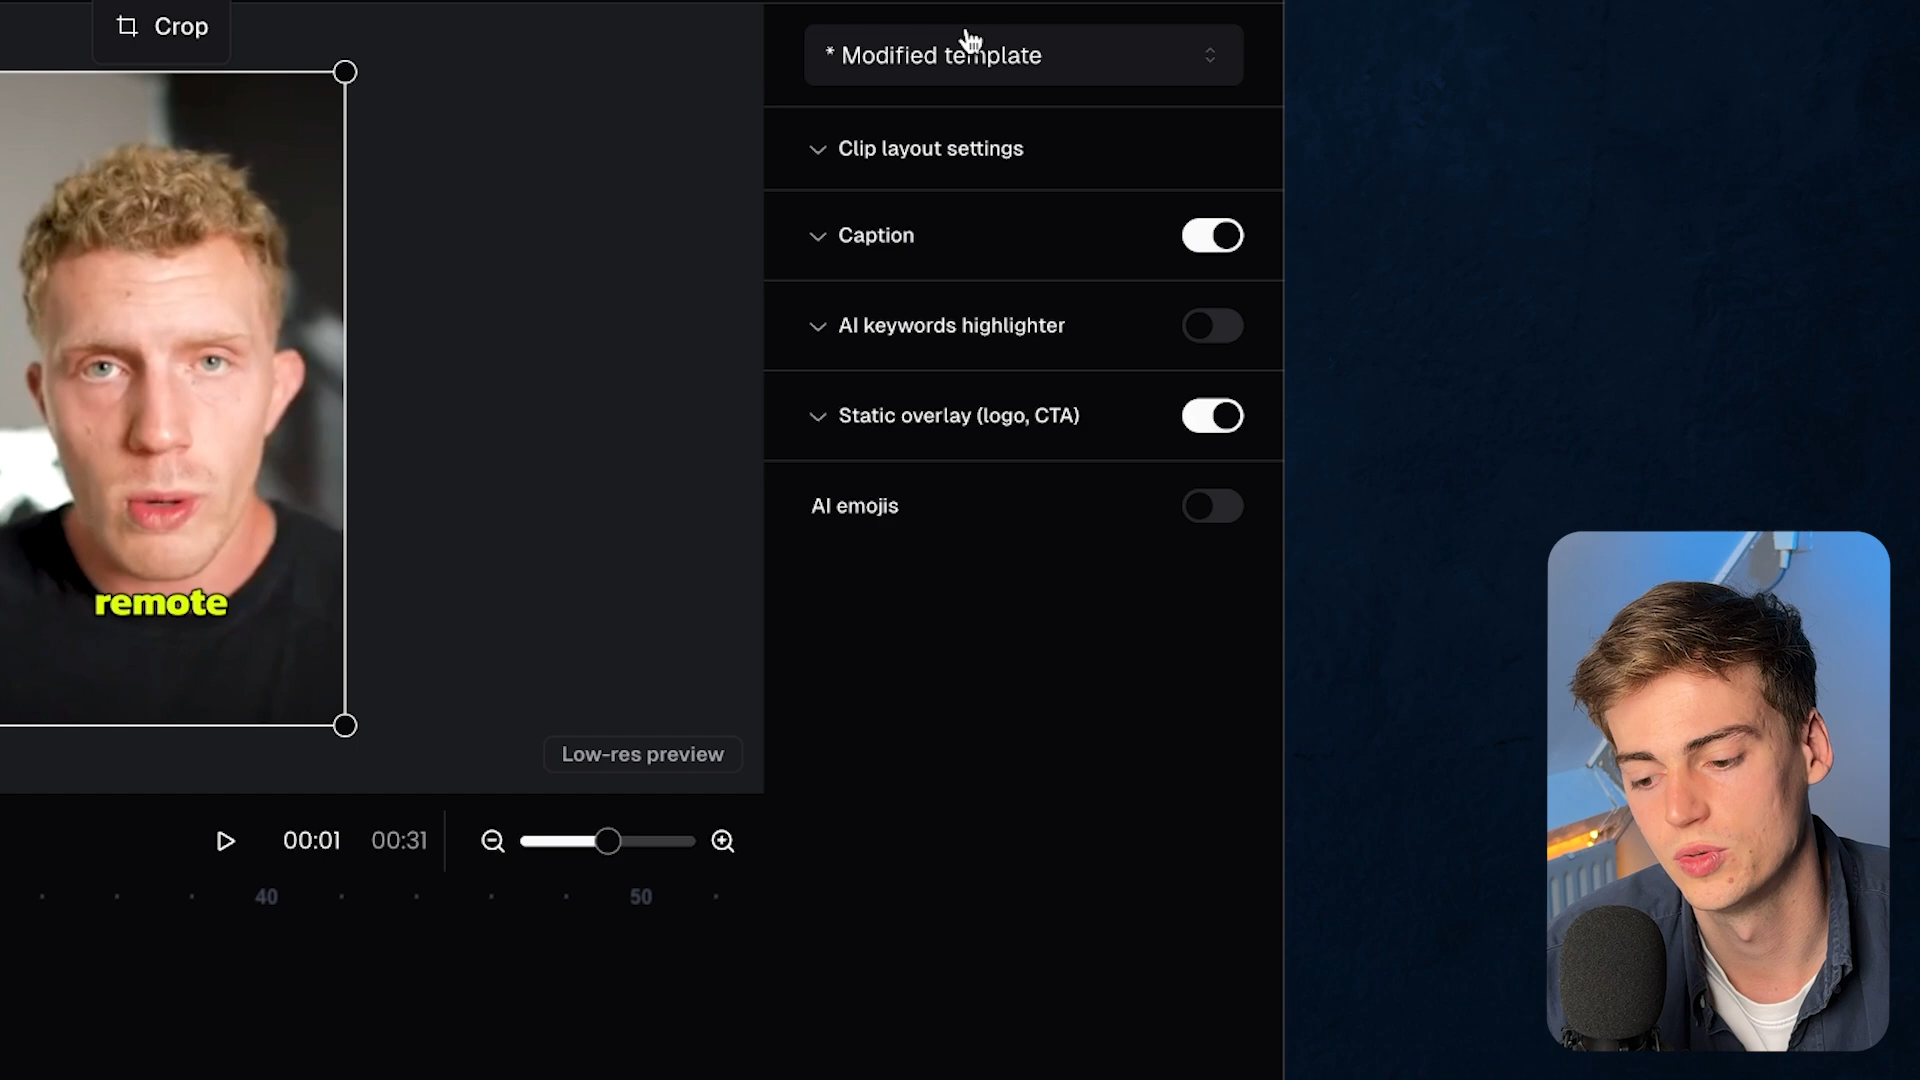 Crop
* Modified template
Clip layout settings
Caption
AI keywords highlighter
Static overlay (logo, CTA)
AI emojis
remote
Low-res preview
00:01 00:31
40 50